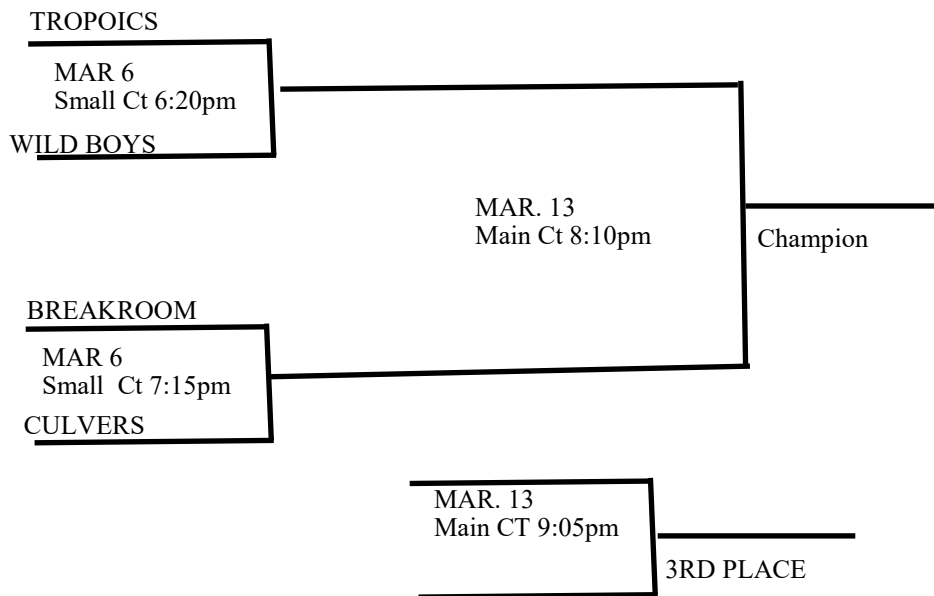 TROPOICS
MAR 6
Small Ct 6:20pm
WILD BOYS
MAR. 13
Main Ct 8:10pm
Champion
BREAKROOM
MAR 6
Small  Ct 7:15pm
CULVERS
MAR. 13
Main CT 9:05pm
3RD PLACE